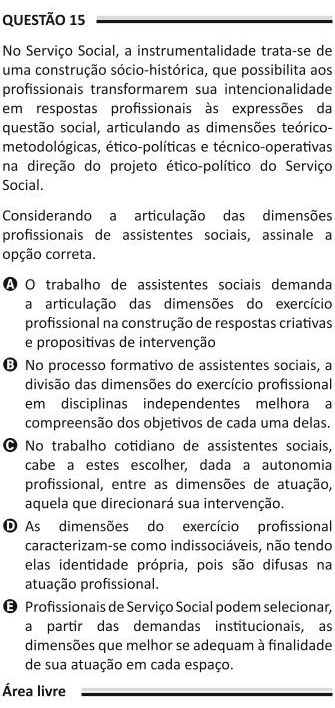 QUESTÃO 15
No Serviço Social, a instrumentalidade trata-se de
uma construção sócio-histórica, que possibilita aos
profissionais transformarem sua intencionalidade
em respostas profissionais às expressões da
questão social, articulando as dimensões teórico-
metodológicas, ético-políticas e técnico-operativas
na direção do projeto ético-político do Serviço
Social.
Considerando a articulação das dimensões
profissionais de assistentes sociais, assinale a
opção correta.
A O trabalho de assistentes sociais demanda
a articulação das dimensões do exercício
profissional na construção de respostas criativas
e propositivas de intervenção
B No processo formativo de assistentes sociais, a
divisão das dimensões do exercício profissional
em disciplinas independentes melhora a
compreensão dos objetivos de cada uma delas.
C No trabalho cotidiano de assistentes sociais,
cabe a estes escolher, dada a autonomia
profissional, entre as dimensões de atuação,
aquela que direcionará sua intervenção.
D As dimensões do exercício profissional
caracterizam-se como indissociáveis, não tendo
elas identidade própria, pois são difusas na
atuação profissional.
E Profissionais de Serviço Social podem selecionar,
a partir das demandas institucionais, as
dimensões que melhor se adequam à finalidade
de sua atuação em cada espaço.
Área livre